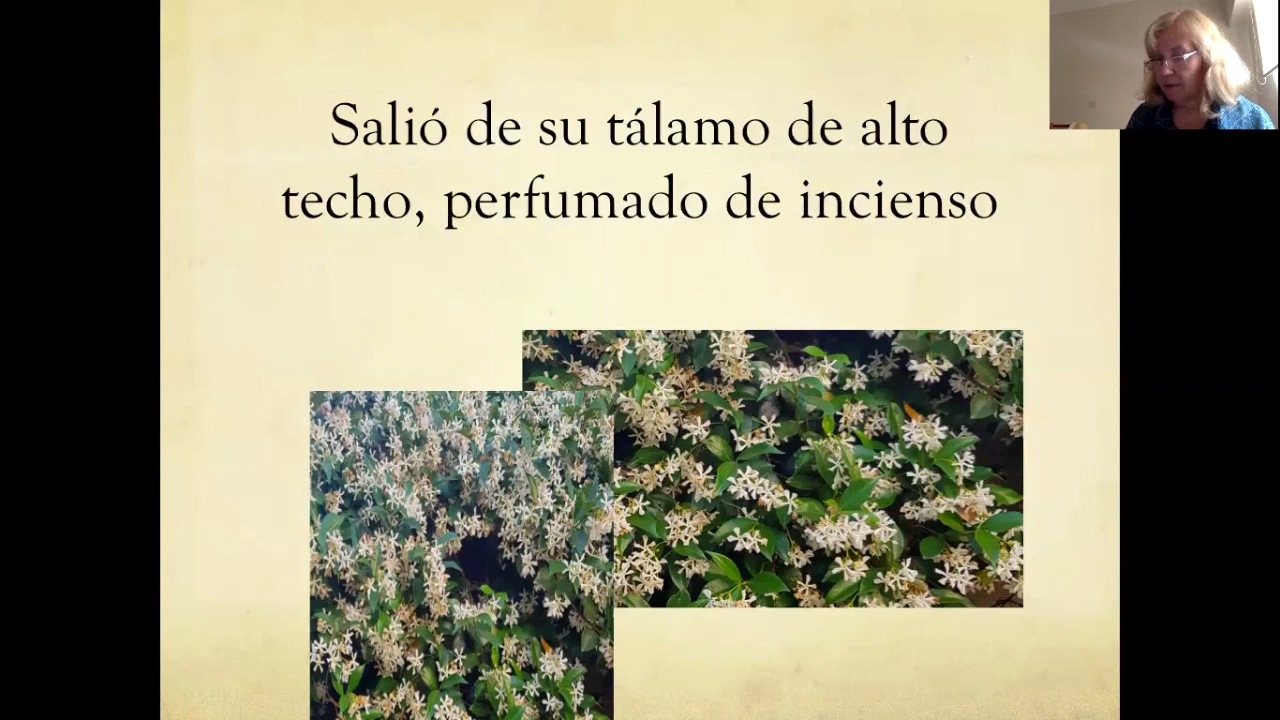 Salió de su tálamo de alto
techo, perfumado de incienso